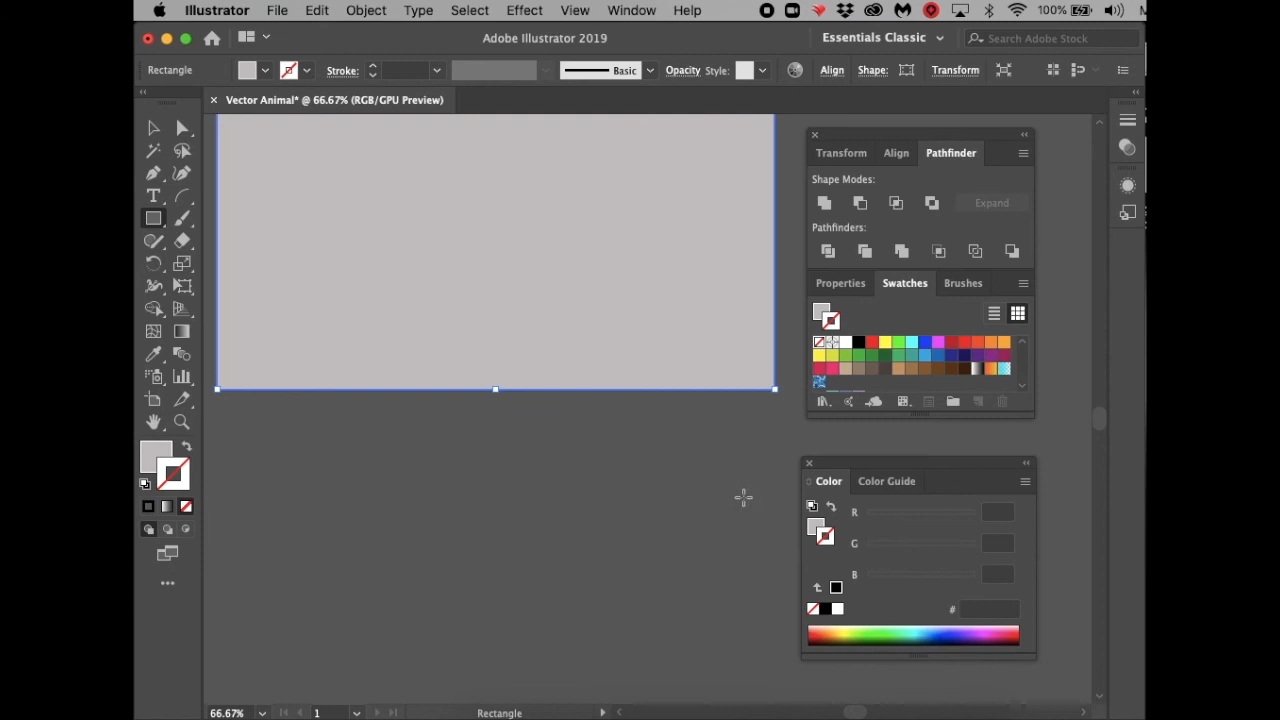 Illustrator File Edit Object Type Select Effect View Window Help 100%
Adobe Illustrator 2019 Essentials Classic Search Adobe Stock
Rectangle Stroke: Basic Opacity Style: Align Shape: Transform
Vector Animal* @ 66.67% (RGB/GPU Preview)
Transform Align Pathfinder
Shape Modes:
Expand
Pathfinders:
Properties Swatches Brushes
Color Color Guide
R
G
B
#
66.67% 1 Rectangle